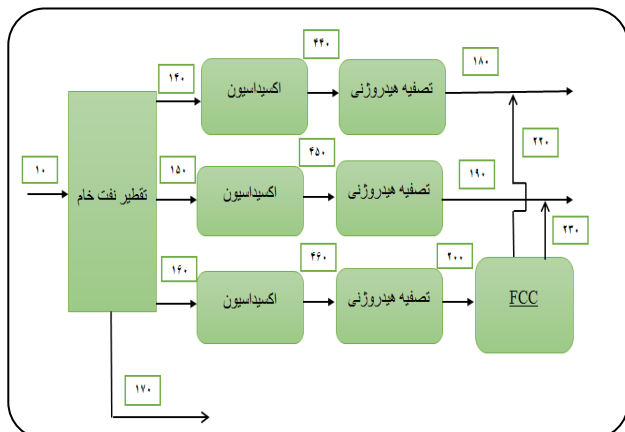 ۴۴۰
۱۸۰
۱۴۰
اکسیداسیون
تصفیه هیدروژنی
۲۲۰
۱۰
۱۵۰
۴۵۰
۱۹۰
تقطیر نفت خام
اکسیداسیون
تصفیه هیدروژنی
۲۳۰
۱۶۰
۴۶۰
۲۰۰
اکسیداسیون
تصفیه هیدروژنی
FCC
۱۷۰